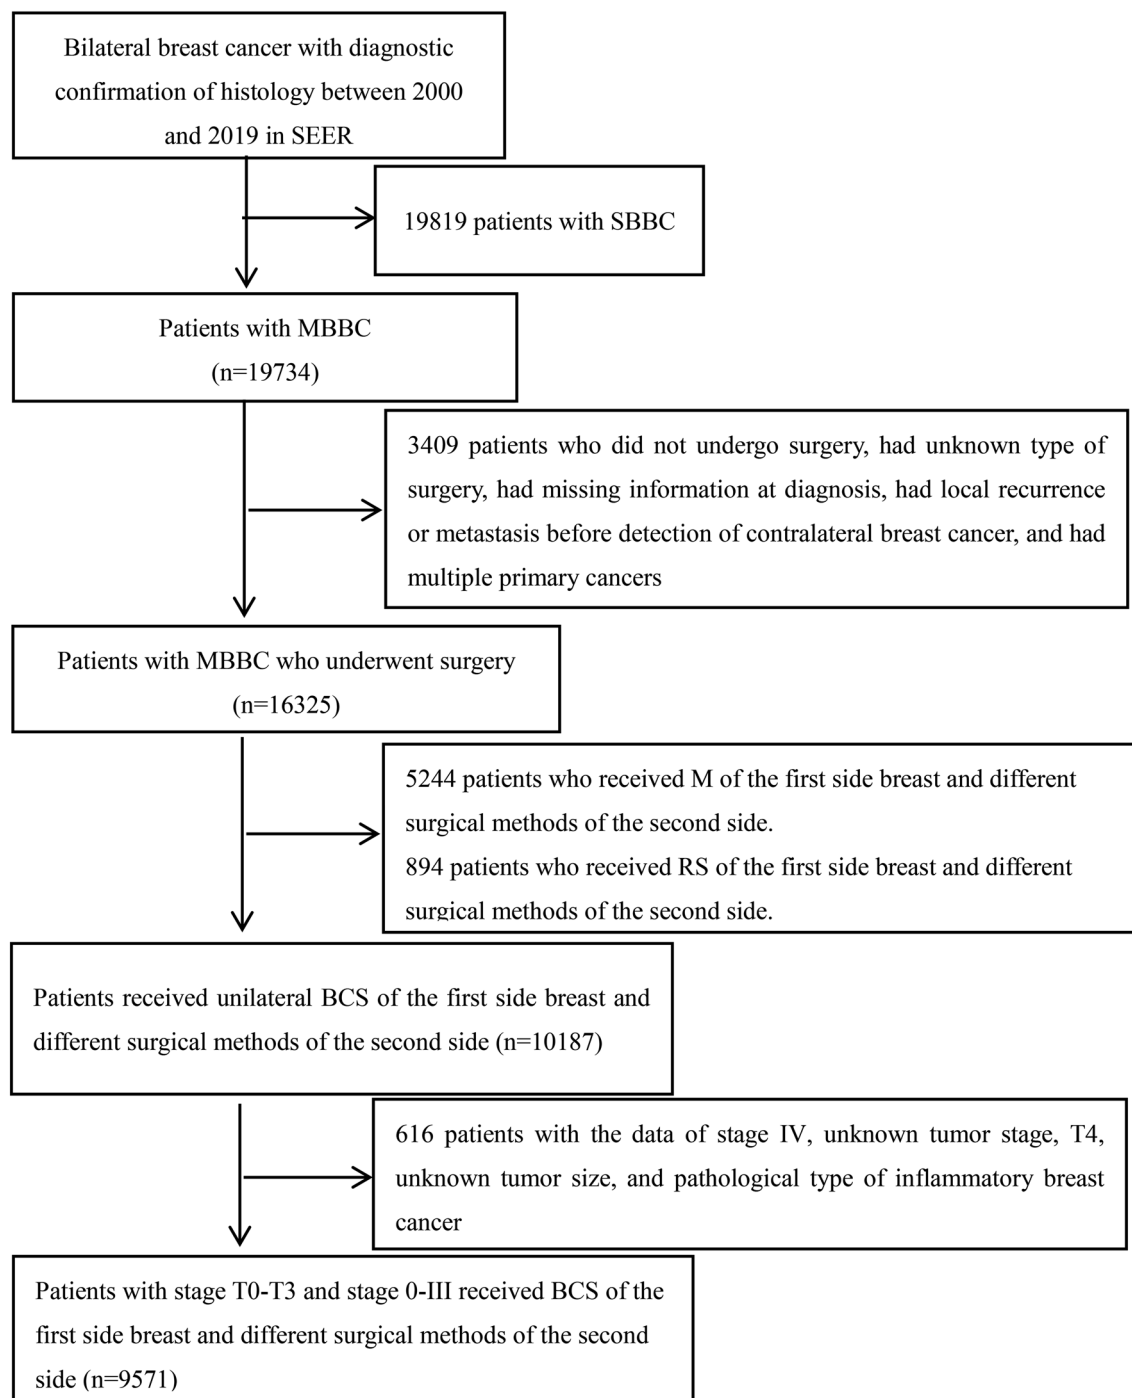 Bilateral breast cancer with diagnostic
confirmation of histology between 2000
and 2019 in SEER
19819 patients with SBBC
Patients with MBBC
(n=19734)
3409 patients who did not undergo surgery, had unknown type of
surgery, had missing information at diagnosis, had local recurrence
or metastasis before detection of contralateral breast cancer, and had
multiple primary cancers
Patients with MBBC who underwent surgery
(n=16325)
5244 patients who received M of the first side breast and different
surgical methods of the second side.
894 patients who received RS of the first side breast and different
surgical methods of the second side.
Patients received unilateral BCS of the first side breast and
different surgical methods of the second side (n=10187)
616 patients with the data of stage IV, unknown tumor stage, T4,
unknown tumor size, and pathological type of inflammatory breast
cancer
Patients with stage T0-T3 and stage 0-III received BCS of the
first side breast and different surgical methods of the second
side (n=9571)